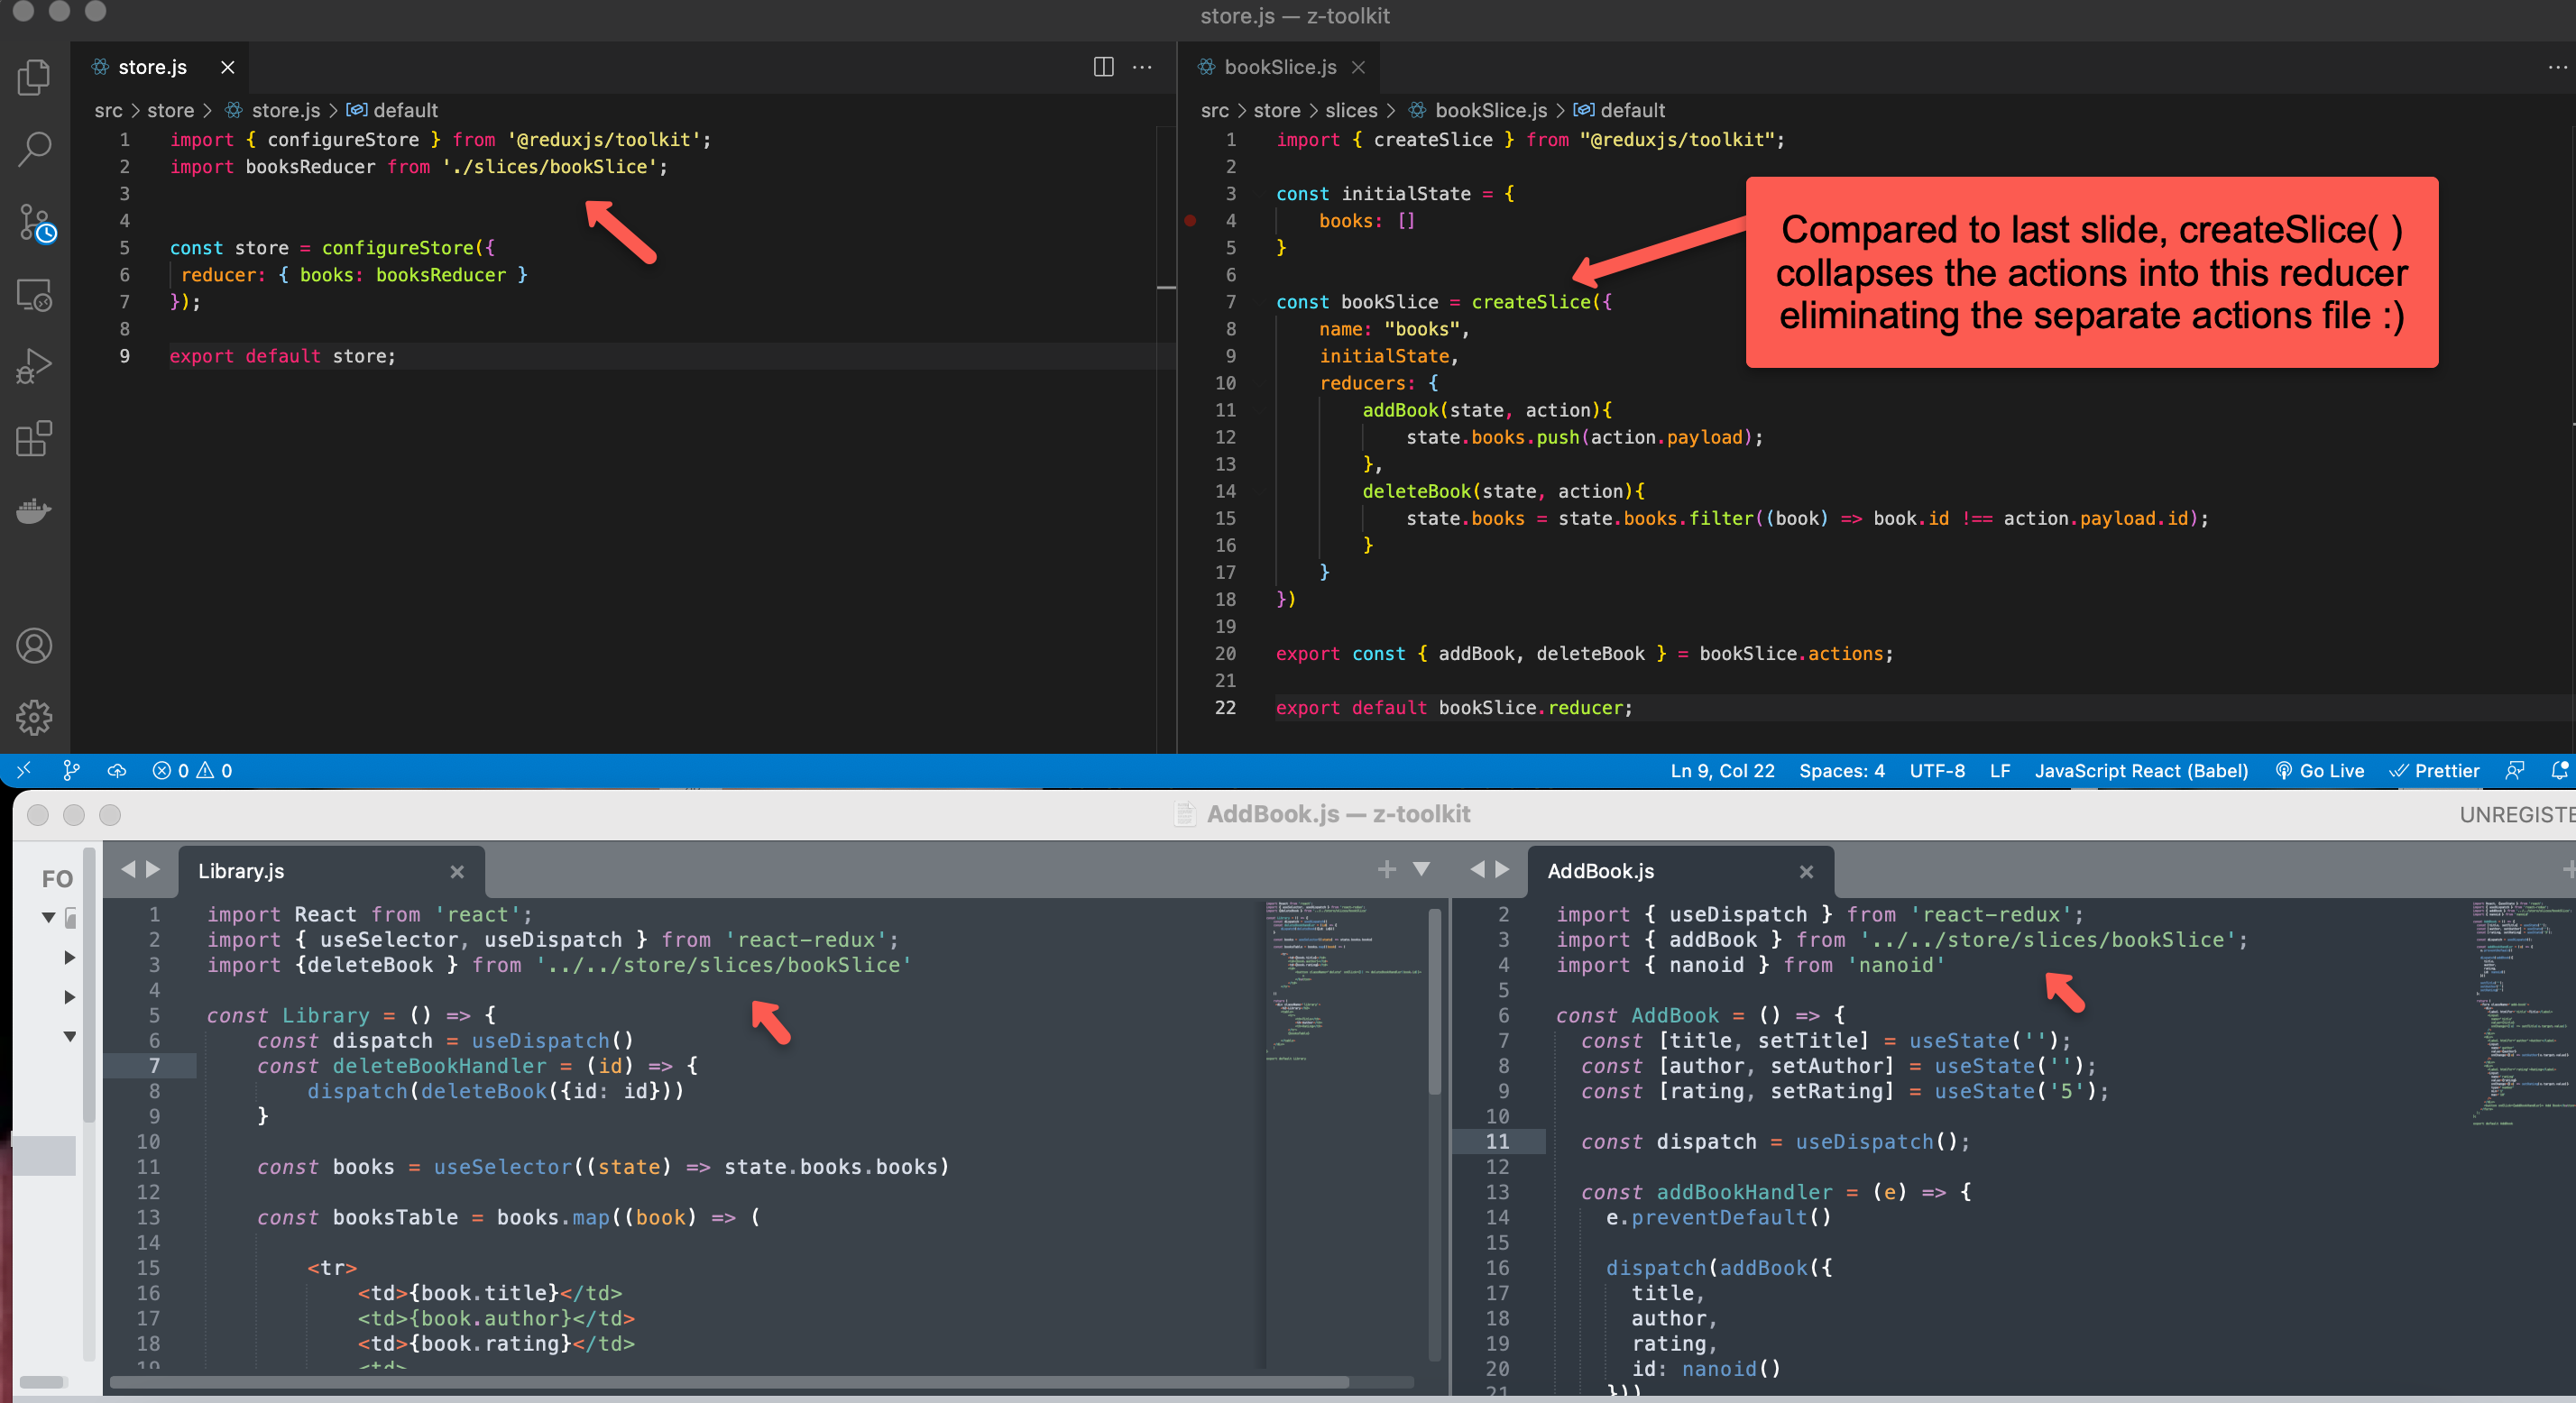 store.js — z-toolkit
store.js
src > store > store.js > default
1 import { configureStore } from '@reduxjs/toolkit';
2 import booksReducer from './slices/bookSlice';
3
4
5 const store = configureStore({
6 reducer: { books: booksReducer }
7 });
8
9 export default store;
bookSlice.js
src > store > slices > bookSlice.js > default
1 import { createSlice } from "@reduxjs/toolkit";
2
3 const initialState = {
4 books: []
5 }
6
7 const bookSlice = createSlice({
8 name: "books",
9 initialState,
10 reducers: {
11 addBook(state, action){
12 state.books.push(action.payload);
13 },
14 deleteBook(state, action){
15 state.books = state.books.filter((book) => book.id !== action.payload.id);
16 }
17 }
18 })
19
20 export const { addBook, deleteBook } = bookSlice.actions;
21
22 export default bookSlice.reducer;
Compared to last slide, createSlice( )
collapses the actions into this reducer
eliminating the separate actions file :)
0 0 Ln 9, Col 22 Spaces: 4 UTF-8 LF JavaScript React (Babel) Go Live Prettier
AddBook.js — z-toolkit
UNREGISTE
FO
Library.js
1 import React from 'react';
2 import { useSelector, useDispatch } from 'react-redux';
3 import {deleteBook } from '../../store/slices/bookSlice'
4
5 const Library = () => {
6 const dispatch = useDispatch()
7 const deleteBookHandler = (id) => {
8 dispatch(deleteBook({id: id}))
9 }
10
11 const books = useSelector((state) => state.books.books)
12
13 const booksTable = books.map((book) => (
14
15 <tr>
16 <td>{book.title}</td>
17 <td>{book.author}</td>
18 <td>{book.rating}</td>
19 <td>
AddBook.js
2 import { useDispatch } from 'react-redux';
3 import { addBook } from '../../store/slices/bookSlice';
4 import { nanoid } from 'nanoid'
5
6 const AddBook = () => {
7 const [title, setTitle] = useState('');
8 const [author, setAuthor] = useState('');
9 const [rating, setRating] = useState('5');
10
11 const dispatch = useDispatch();
12
13 const addBookHandler = (e) => {
14 e.preventDefault()
15
16 dispatch(addBook({
17 title,
18 author,
19 rating,
20 id: nanoid()
21 }))